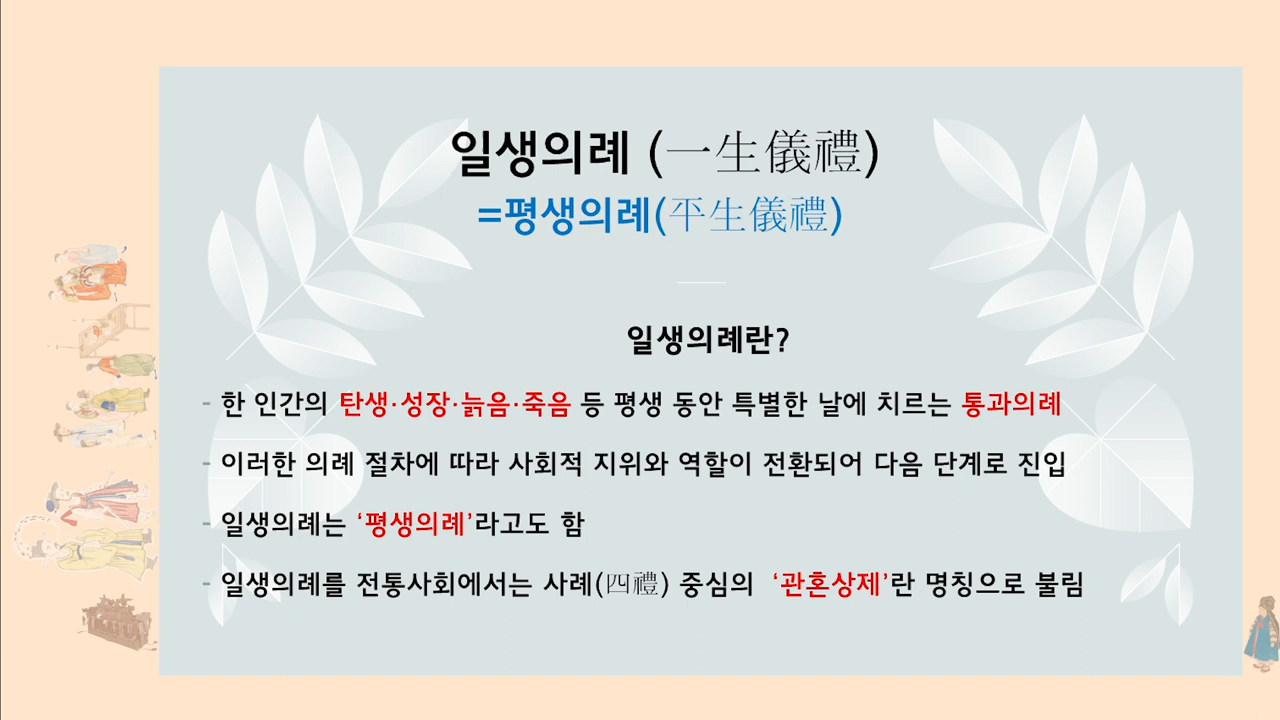 일생의례 (一生儀禮)
=평생의례(平生儀禮)
일생의례란?
- 한 인간의 탄생·성장·늙음·죽음 등 평생 동안 특별한 날에 치르는 통과의례
- 이러한 의례 절차에 따라 사회적 지위와 역할이 전환되어 다음 단계로 진입
- 일생의례는 ‘평생의례’라고도 함
- 일생의례를 전통사회에서는 사례(四禮) 중심의 ‘관혼상제’란 명칭으로 불림